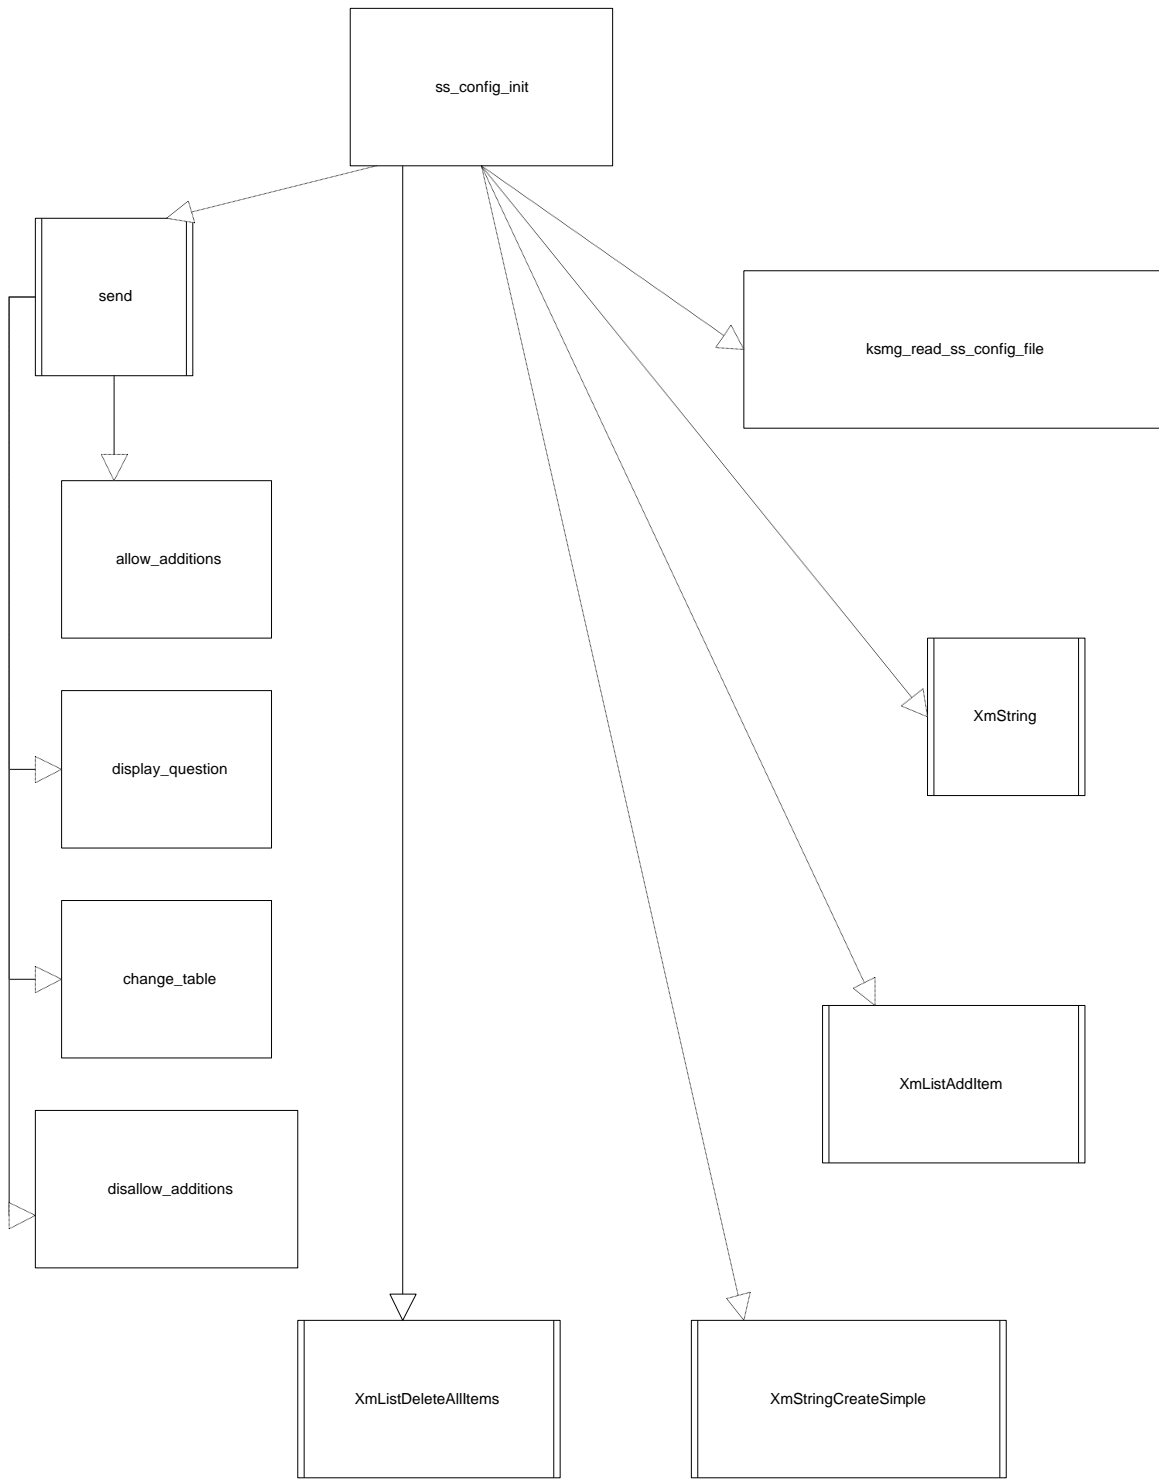 ss_config_init
send
ksmg_read_ss_config_file
allow_additions
XmString
display_question
change_table
XmListAddItem
disallow_additions
XmListDeleteAllItems
XmStringCreateSimple